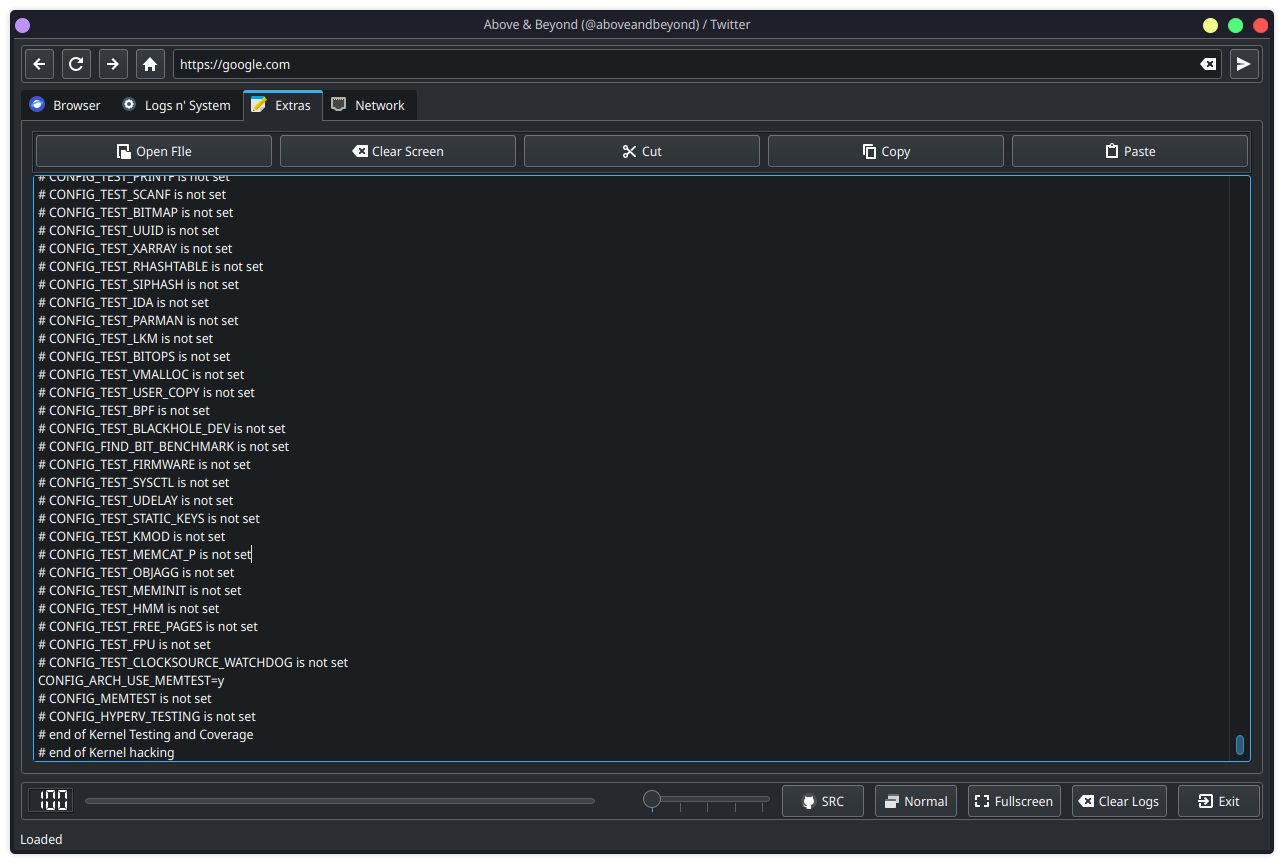 Above & Beyond (@aboveandbeyond) / Twitter
https://google.com
Browser Logs n' System Extras Network
Open FIle Clear Screen Cut Copy Paste
# CONFIG_TEST_PRINTF is not set
# CONFIG_TEST_SCANF is not set
# CONFIG_TEST_BITMAP is not set
# CONFIG_TEST_UUID is not set
# CONFIG_TEST_XARRAY is not set
# CONFIG_TEST_RHASHTABLE is not set
# CONFIG_TEST_SIPHASH is not set
# CONFIG_TEST_IDA is not set
# CONFIG_TEST_PARMAN is not set
# CONFIG_TEST_LKM is not set
# CONFIG_TEST_BITOPS is not set
# CONFIG_TEST_VMALLOC is not set
# CONFIG_TEST_USER_COPY is not set
# CONFIG_TEST_BPF is not set
# CONFIG_TEST_BLACKHOLE_DEV is not set
# CONFIG_FIND_BIT_BENCHMARK is not set
# CONFIG_TEST_FIRMWARE is not set
# CONFIG_TEST_SYSCTL is not set
# CONFIG_TEST_UDELAY is not set
# CONFIG_TEST_STATIC_KEYS is not set
# CONFIG_TEST_KMOD is not set
# CONFIG_TEST_MEMCAT_P is not set
# CONFIG_TEST_OBJAGG is not set
# CONFIG_TEST_MEMINIT is not set
# CONFIG_TEST_HMM is not set
# CONFIG_TEST_FREE_PAGES is not set
# CONFIG_TEST_FPU is not set
# CONFIG_TEST_CLOCKSOURCE_WATCHDOG is not set
CONFIG_ARCH_USE_MEMTEST=y
# CONFIG_MEMTEST is not set
# CONFIG_HYPERV_TESTING is not set
# end of Kernel Testing and Coverage
# end of Kernel hacking
100 SRC Normal Fullscreen Clear Logs Exit
Loaded